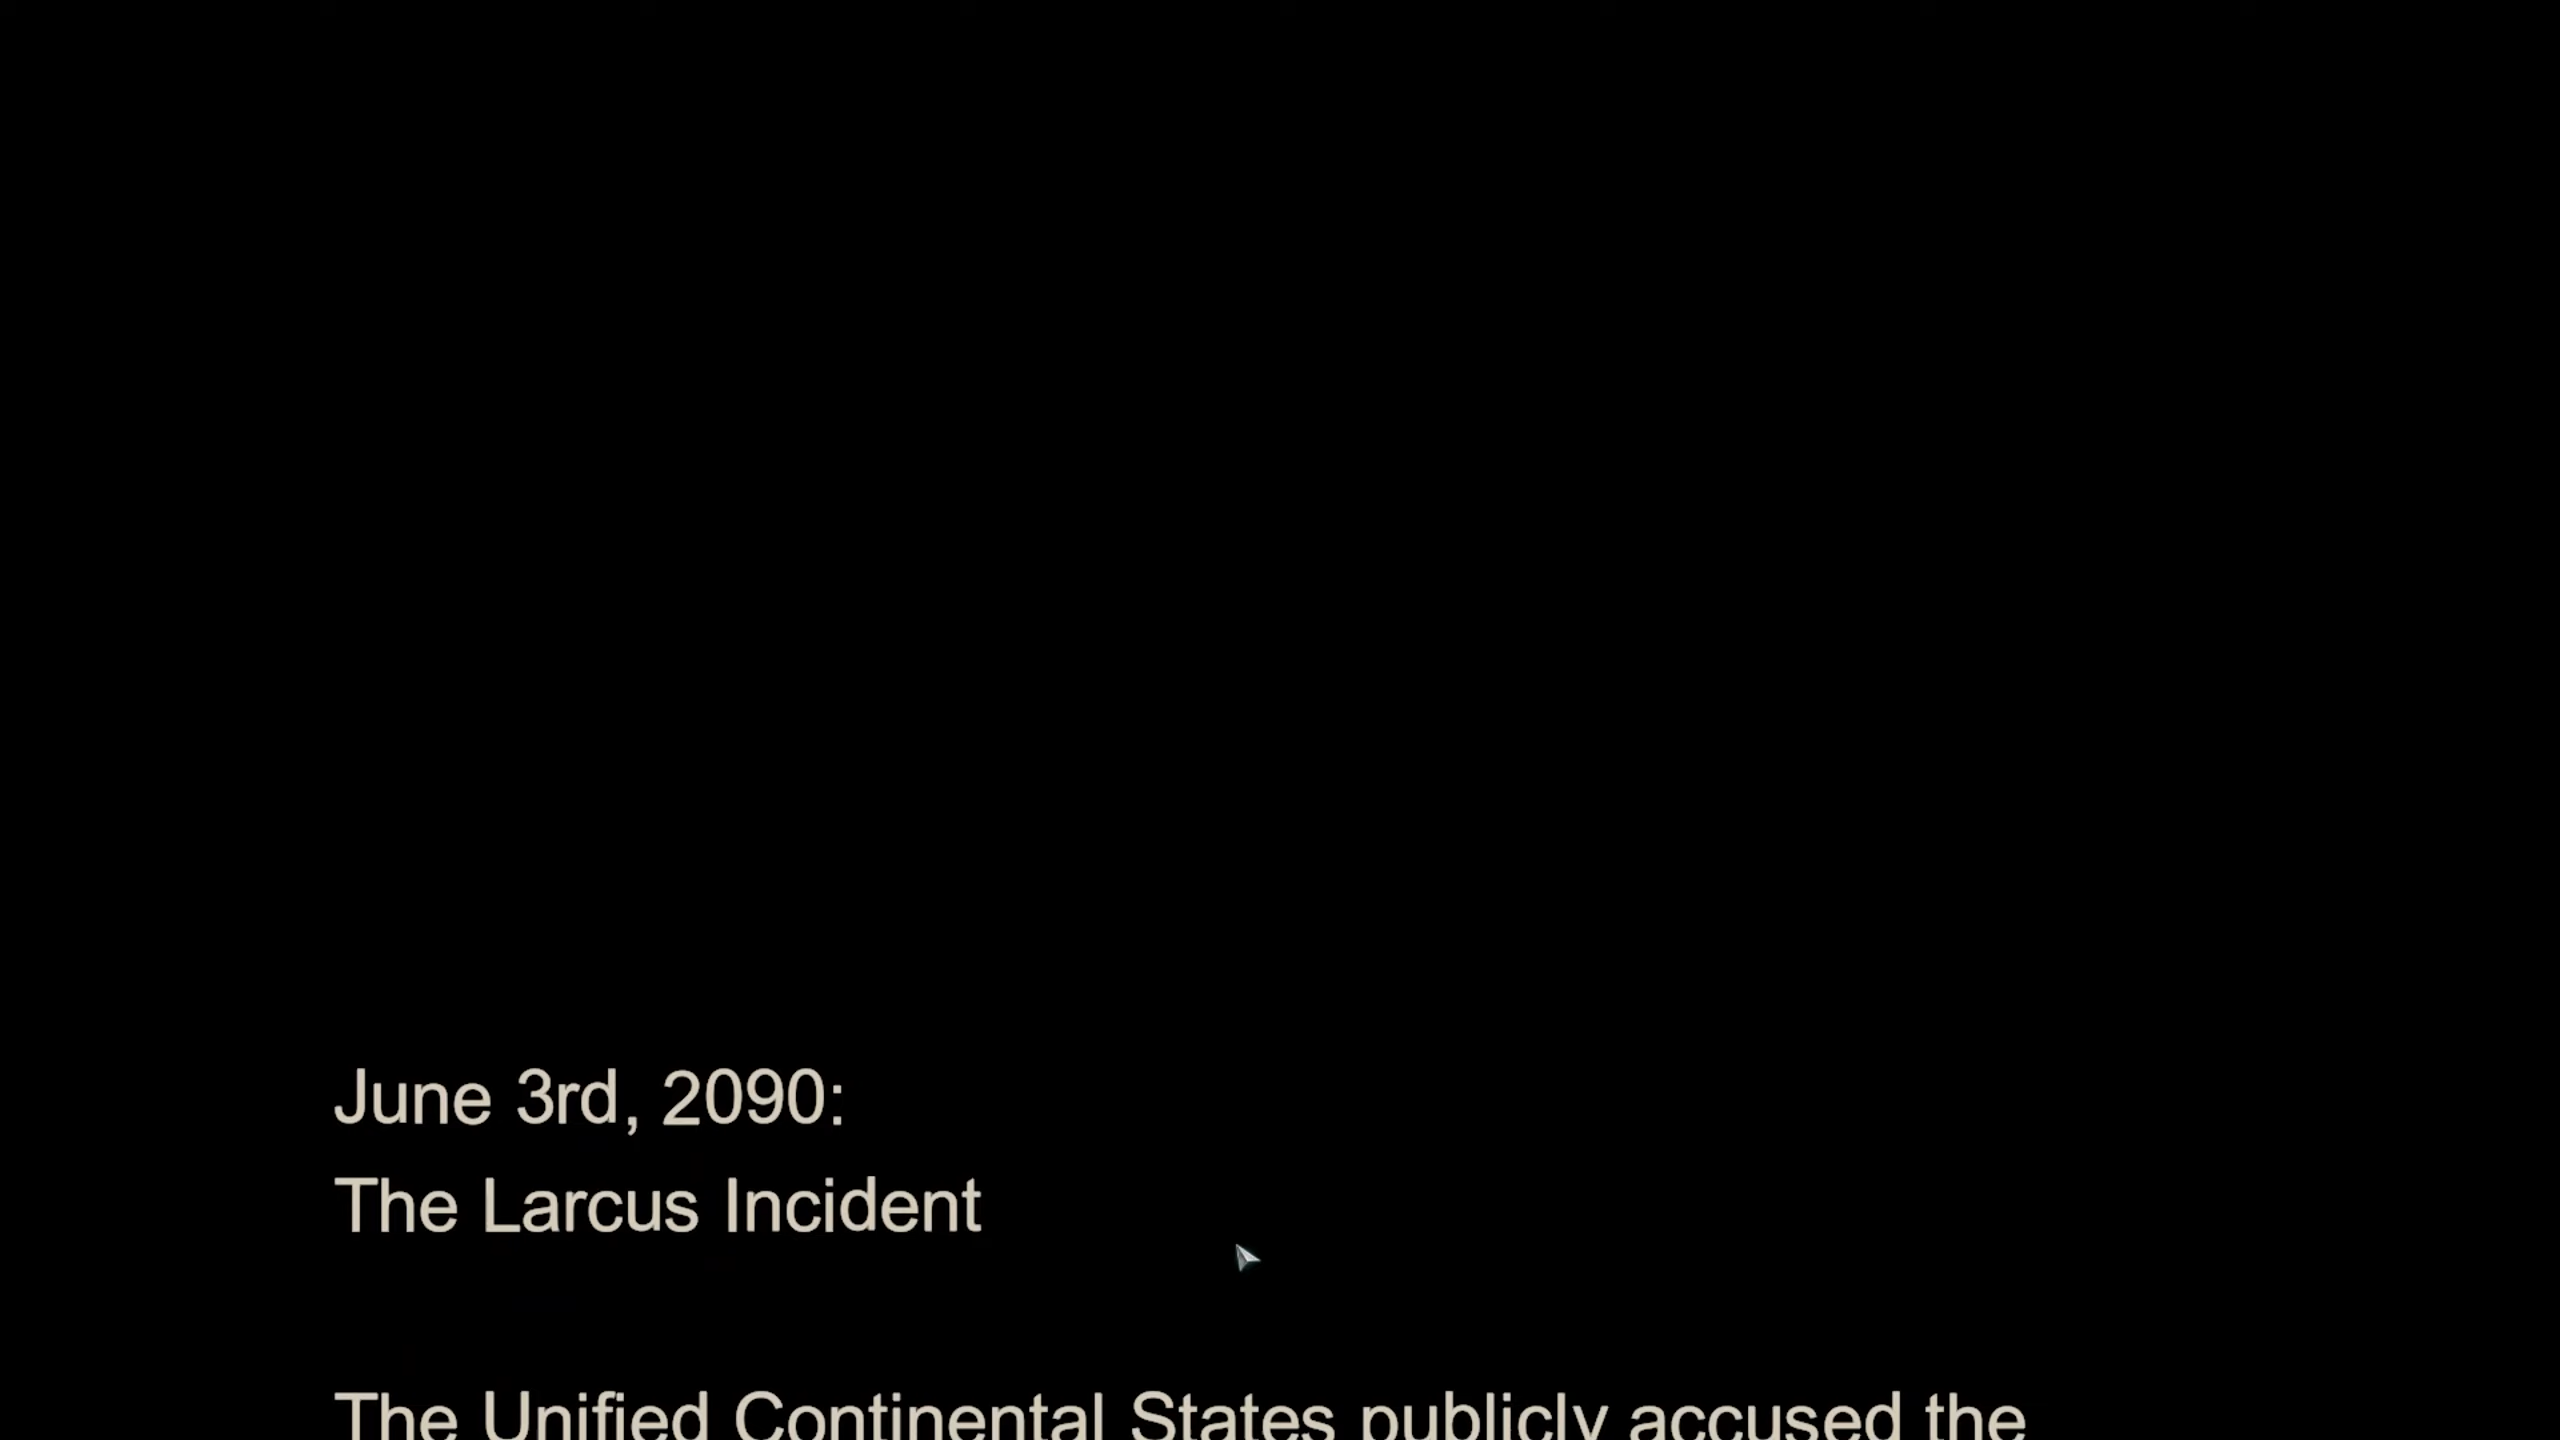 June 3rd, 2090:
The Larcus Incident
The Unified Continental States publicly accused the